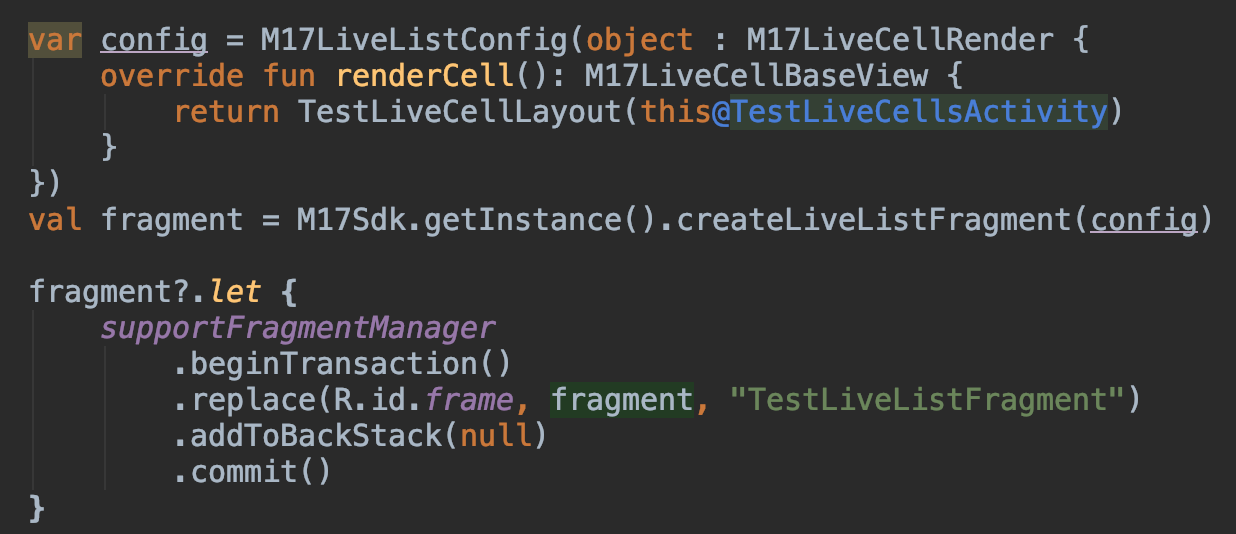 var config = M17LiveListConfig(object : M17LiveCellRender {
    override fun renderCell(): M17LiveCellBaseView {
        return TestLiveCellLayout(this@TestLiveCellsActivity)
    }
})
val fragment = M17Sdk.getInstance().createLiveListFragment(config)

fragment?.let {
    supportFragmentManager
        .beginTransaction()
        .replace(R.id.frame, fragment, "TestLiveListFragment")
        .addToBackStack(null)
        .commit()
}